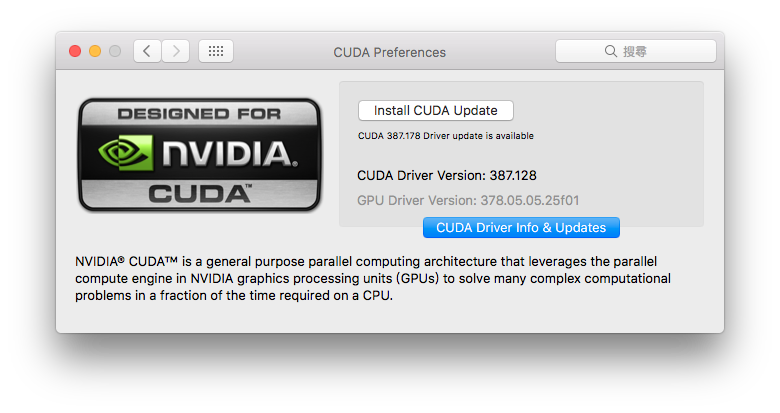 CUDA Preferences
搜尋
DESIGNED FOR
NVIDIA®
CUDA™
Install CUDA Update
CUDA 387.178 Driver update is available
CUDA Driver Version: 387.128
GPU Driver Version: 378.05.05.25f01
CUDA Driver Info & Updates
NVIDIA® CUDA™ is a general purpose parallel computing architecture that leverages the parallel
compute engine in NVIDIA graphics processing units (GPUs) to solve many complex computational
problems in a fraction of the time required on a CPU.